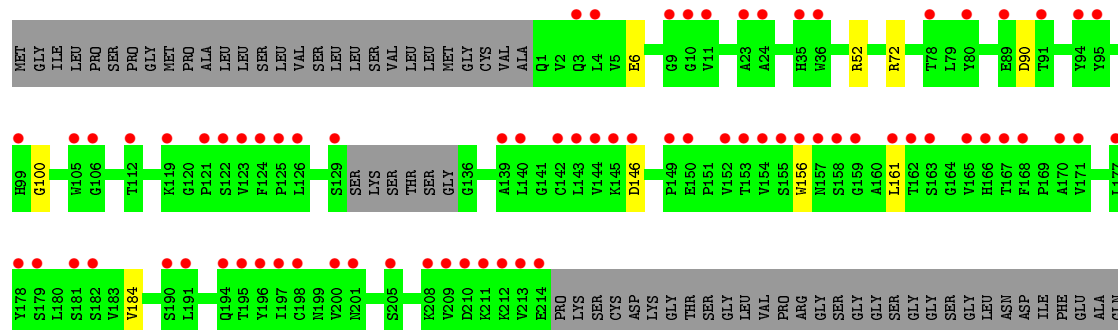 MET GLY ILE LEU PRO SER PRO GLY MET PRO ALA LEU LEU SER LEU VAL SER LEU LEU SER VAL LEU LEU MET GLY CYS VAL ALA Q1 V2 Q3 L4 V5 E6 G9 G10 V11 A23 A24 H35 W36 R52 R72 T78 L79 Y80 E89 D90 T91 Y94 Y95
H99 G100 W105 G106 T112 K119 G120 P121 S122 V123 F124 P125 L126 S129 SER LYS SER THR SER GLY G136 A139 L140 G141 C142 L143 V144 K145 D146 P149 E150 P151 V152 T153 V154 S155 W156 N157 S158 G159 A160 L161 T162 S163 G164 V165 H166 T167 F168 P169 A170 V171 L177
Y178 S179 L180 S181 S182 V183 V184 S190 L191 Q194 T195 Y196 I197 C198 N199 V200 N201 S205 K208 V209 D210 K211 K212 V213 E214 PRO LYS SER CYS ASP LYS GLY THR SER GLY LEU VAL PRO ARG GLY SER GLY GLY SER GLY GLY SER GLY LEU ASN ASP ILE PHE GLU ALA